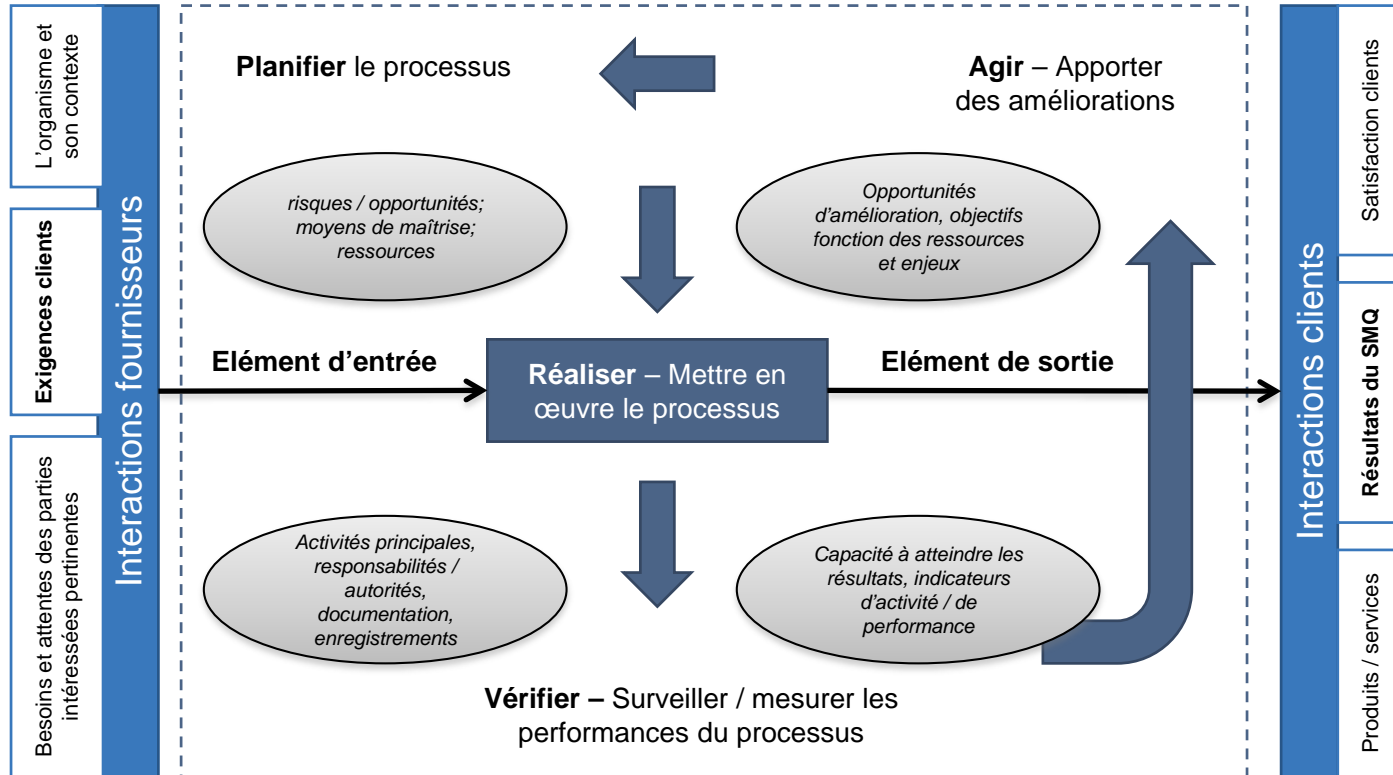 L'organisme et
son contexte
Exigences clients
Besoins et attentes des parties
intéressées pertinentes
Interactions fournisseurs
Planifier le processus
Agir – Apporter
des améliorations
risques / opportunités;
moyens de maîtrise;
ressources
Opportunités
d'amélioration, objectifs
fonction des ressources
et enjeux
Elément d'entrée
Réaliser – Mettre en
œuvre le processus
Elément de sortie
Activités principales,
responsabilités /
autorités,
documentation,
enregistrements
Capacité à atteindre les
résultats, indicateurs
d'activité / de
performance
Vérifier – Surveiller / mesurer les
performances du processus
Interactions clients
Satisfaction clients
Résultats du SMQ
Produits / services